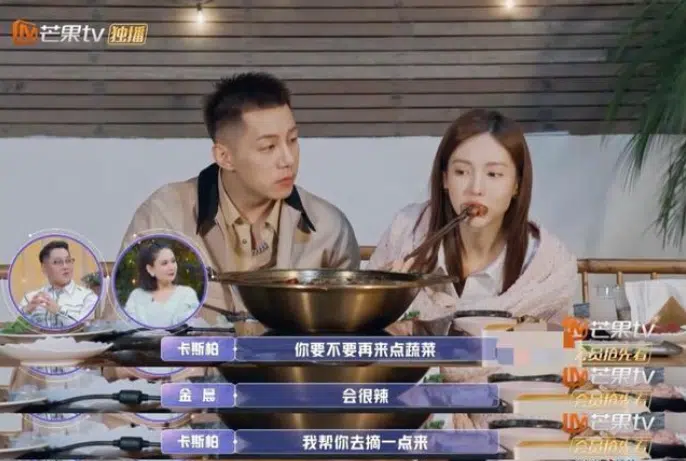 芒果tv 独播
卡斯柏 你要不要再来点蔬菜
芒果tv
会员抢先看
金晨 会很辣
芒果tv
会员抢先看
卡斯柏 我帮你去摘一点来
芒果tv
会员抢先看